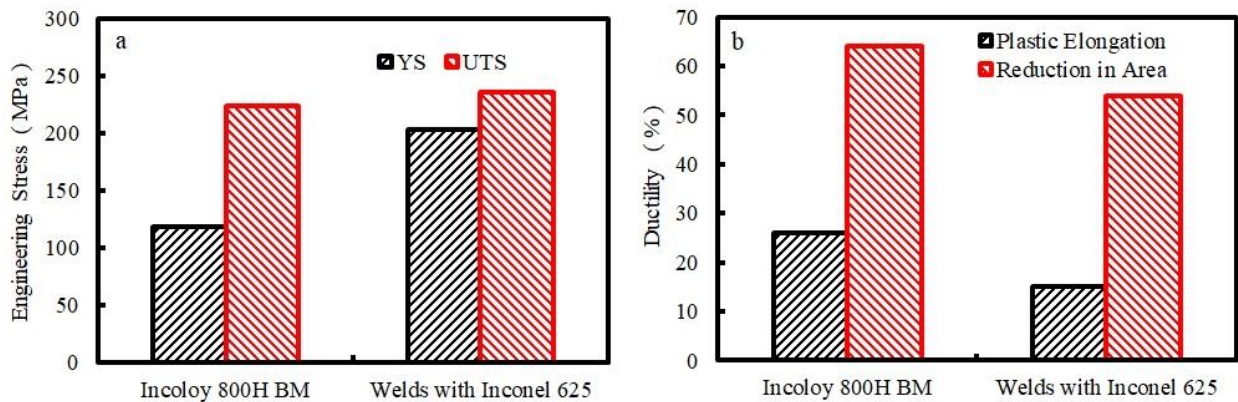 a
YS
UTS
Engineering Stress ( MPa )
300
250
200
150
100
50
0
Incoloy 800H BM
Welds with Inconel 625
b
Plastic Elongation
Reduction in Area
Ductility ( % )
70
60
50
40
30
20
10
0
Incoloy 800H BM
Welds with Inconel 625